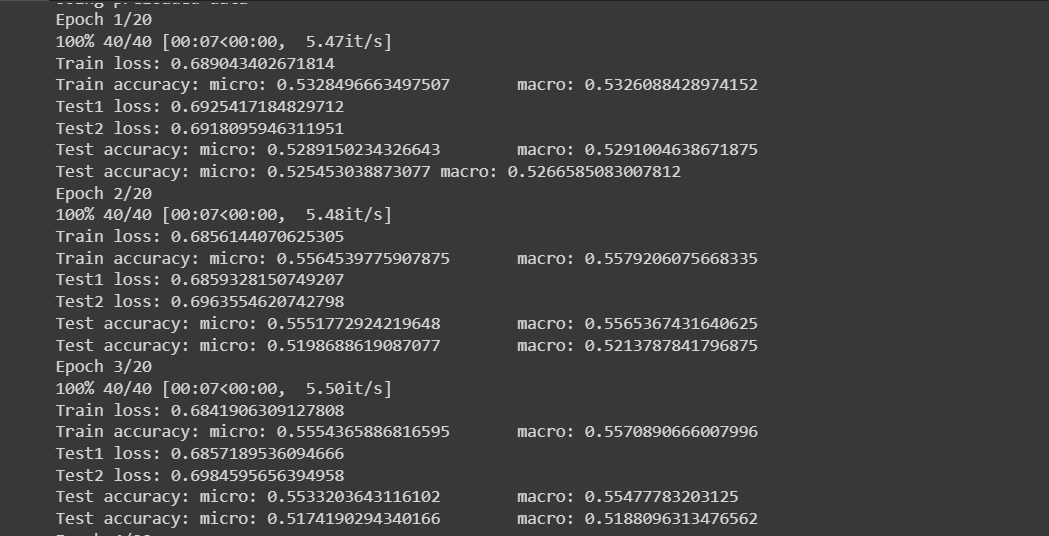 Using preloaded data
Epoch 1/20
100% 40/40 [00:07<00:00,  5.47it/s]
Train loss: 0.689043402671814
Train accuracy: micro: 0.5328496663497507       macro: 0.5326088428974152
Test1 loss: 0.6925417184829712
Test2 loss: 0.6918095946311951
Test accuracy: micro: 0.5289150234326643        macro: 0.5291004638671875
Test accuracy: micro: 0.525453038873077 macro: 0.5266585083007812
Epoch 2/20
100% 40/40 [00:07<00:00,  5.48it/s]
Train loss: 0.6856144070625305
Train accuracy: micro: 0.5564539775907875       macro: 0.5579206075668335
Test1 loss: 0.6859328150749207
Test2 loss: 0.6963554620742798
Test accuracy: micro: 0.5551772924219648        macro: 0.5565367431640625
Test accuracy: micro: 0.5198688619087077        macro: 0.5213787841796875
Epoch 3/20
100% 40/40 [00:07<00:00,  5.50it/s]
Train loss: 0.6841906309127808
Train accuracy: micro: 0.5554365886816595       macro: 0.5570890666007996
Test1 loss: 0.6857189536094666
Test2 loss: 0.6984595656394958
Test accuracy: micro: 0.5533203643116102        macro: 0.55477783203125
Test accuracy: micro: 0.5174190294340166        macro: 0.5188096313476562